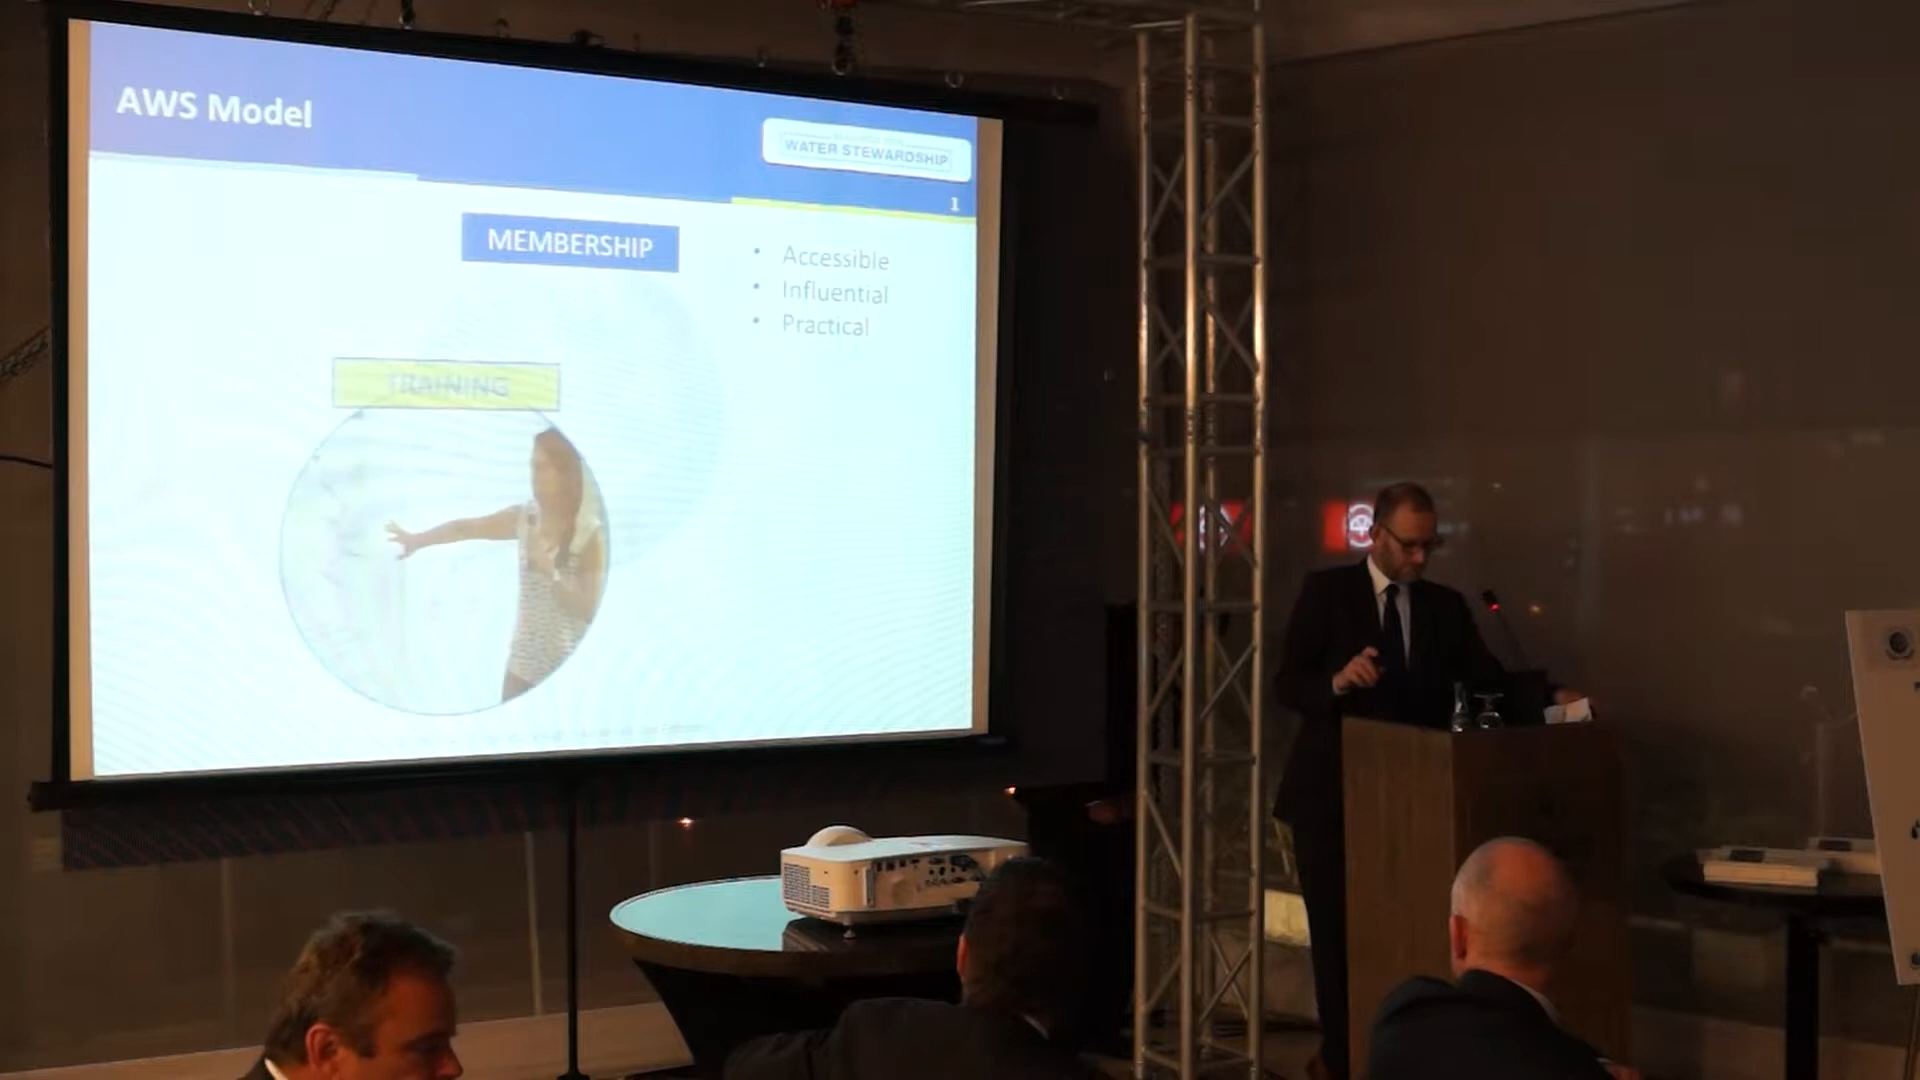 AWS Model
WATER STEWARDSHIP
1
MEMBERSHIP
• Accessible
• Influential
• Practical
TRAINING